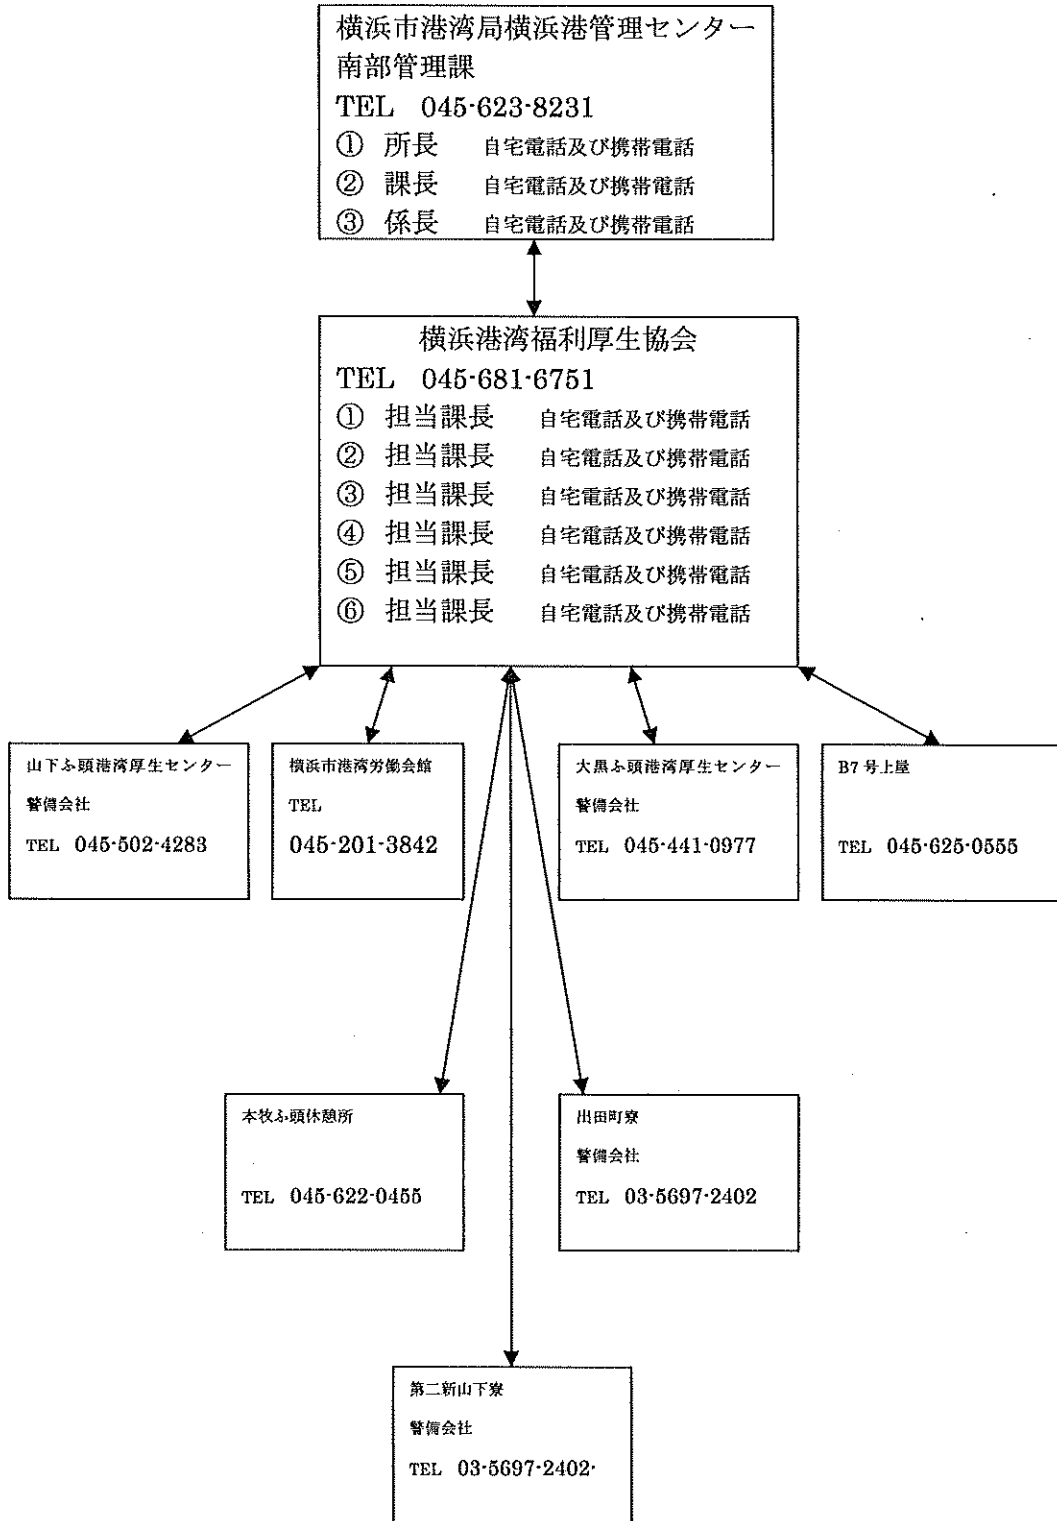 横浜市港湾局横浜港管理センター
南部管理課
TEL 045-623-8231
① 所長 自宅電話及び携帯電話
② 課長 自宅電話及び携帯電話
③ 係長 自宅電話及び携帯電話
横浜港湾福利厚生協会
TEL 045-681-6751
① 担当課長 自宅電話及び携帯電話
② 担当課長 自宅電話及び携帯電話
③ 担当課長 自宅電話及び携帯電話
④ 担当課長 自宅電話及び携帯電話
⑤ 担当課長 自宅電話及び携帯電話
⑥ 担当課長 自宅電話及び携帯電話
山下ふ頭港湾厚生センター
警備会社
TEL 045-502-4283
横浜市港湾労働会館
TEL
045-201-3842
大黒ふ頭港湾厚生センター
警備会社
TEL 045-441-0977
B7号上屋
TEL 045-625-0555
本牧ふ頭休憩所
TEL 045-622-0455
出田町寮
警備会社
TEL 03-5697-2402
第二新山下寮
警備会社
TEL 03-5697-2402